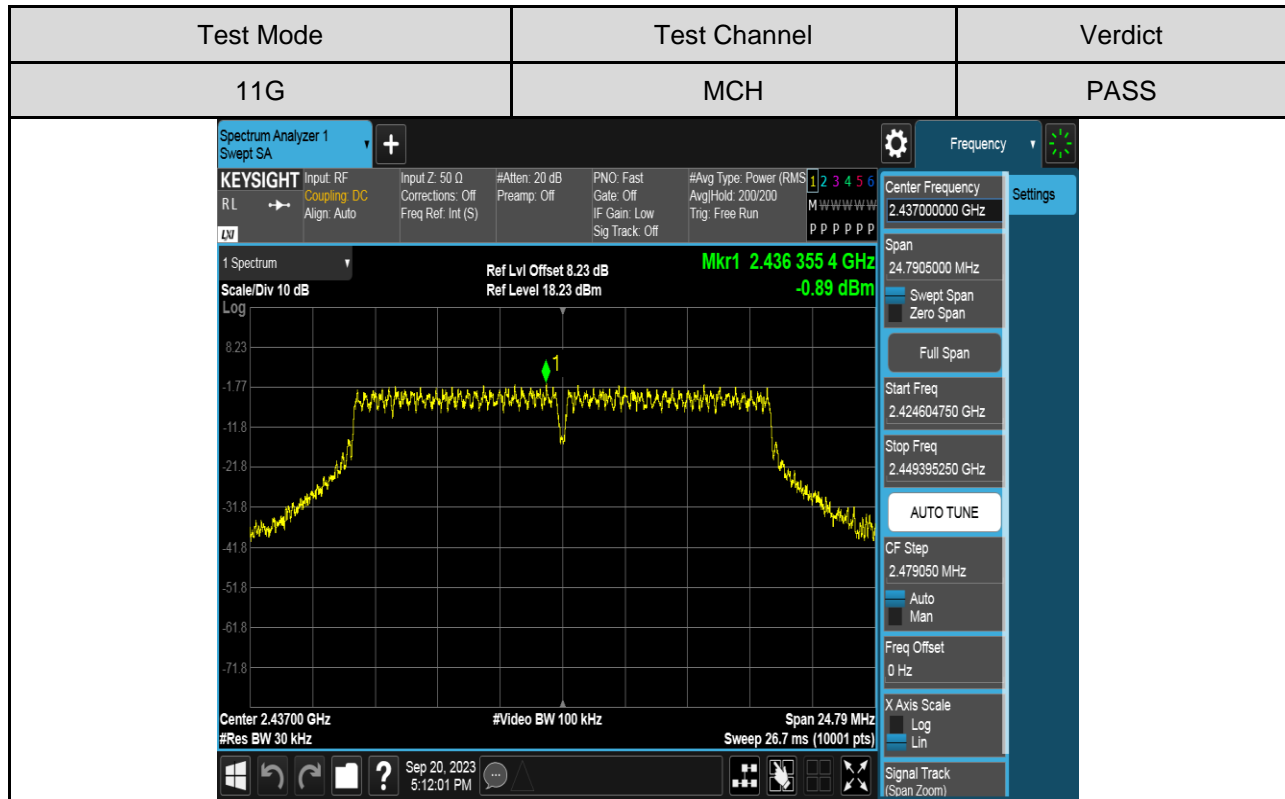 Test Mode Test Channel Verdict
11G MCH PASS
Spectrum Analyzer 1
Swept SA
+
Frequency
KEYSIGHT
RL
LXI
Input: RF
Coupling: DC
Align: Auto
Input Z: 50 Ω
Corrections: Off
Freq Ref: Int (S)
#Atten: 20 dB
Preamp: Off
PNO: Fast
Gate: Off
IF Gain: Low
Sig Track: Off
#Avg Type: Power (RMS
Avg|Hold: 200/200
Trig: Free Run
1 2 3 4 5 6
M W W W W W
P P P P P P
1 Spectrum
Scale/Div 10 dB
Log
Ref Lvl Offset 8.23 dB
Ref Level 18.23 dBm
Mkr1 2.436 355 4 GHz
-0.89 dBm
8.23
-1.77
-11.8
-21.8
-31.8
-41.8
-51.8
-61.8
-71.8
1
Center 2.43700 GHz
#Res BW 30 kHz
#Video BW 100 kHz
Span 24.79 MHz
Sweep 26.7 ms (10001 pts)
Center Frequency
2.437000000 GHz
Settings
Span
24.7905000 MHz
Swept Span
Zero Span
Full Span
Start Freq
2.424604750 GHz
Stop Freq
2.449395250 GHz
AUTO TUNE
CF Step
2.479050 MHz
Auto
Man
Freq Offset
0 Hz
X Axis Scale
Log
Lin
Signal Track
(Span Zoom)
?
Sep 20, 2023
5:12:01 PM